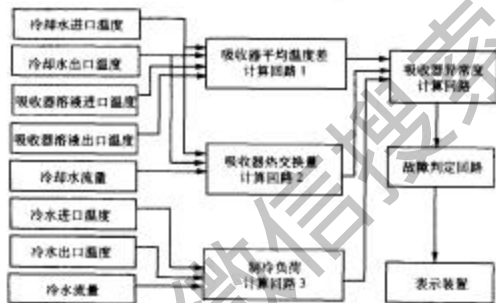 冷却水进口温度
冷却水出口温度
吸收器溶液进口温度
吸收器溶液出口温度
冷却水流量
冷水进口温度
冷水出口温度
冷水流量
吸收器平均温度差
计算回路 1
吸收器热交换量
计算回路 2
制冷负荷
计算回路 3
吸收器异常度
计算回路
故障判定回路
表示装置
微信搜索